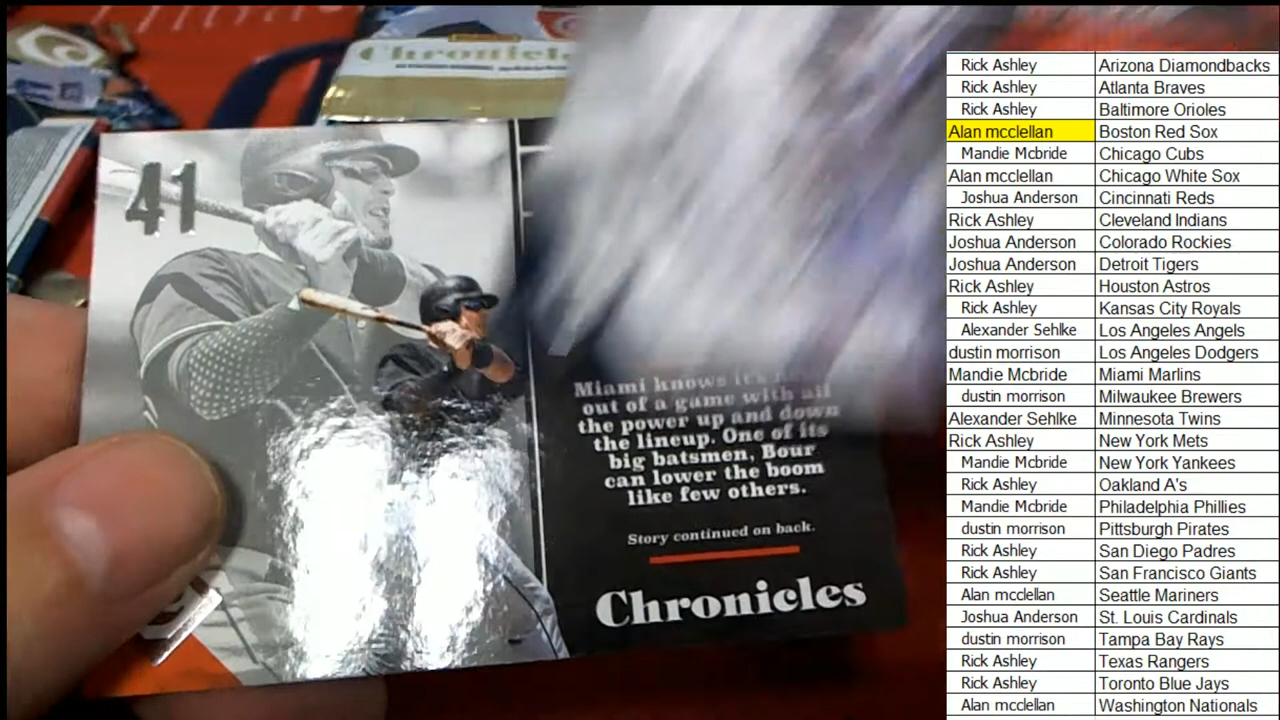 Chronicles
41
Miami knows
out of a game with all
the power up and down
the lineup. One of its
big batsmen, Bour
can lower the boom
like few others.
Story continued on back.
Chronicles
Rick Ashley Arizona Diamondbacks
Rick Ashley Atlanta Braves
Rick Ashley Baltimore Orioles
Alan mcclellan Boston Red Sox
Mandie Mcbride Chicago Cubs
Alan mcclellan Chicago White Sox
Joshua Anderson Cincinnati Reds
Rick Ashley Cleveland Indians
Joshua Anderson Colorado Rockies
Joshua Anderson Detroit Tigers
Rick Ashley Houston Astros
Rick Ashley Kansas City Royals
Alexander Sehlke Los Angeles Angels
dustin morrison Los Angeles Dodgers
Mandie Mcbride Miami Marlins
dustin morrison Milwaukee Brewers
Alexander Sehlke Minnesota Twins
Rick Ashley New York Mets
Mandie Mcbride New York Yankees
Rick Ashley Oakland A's
Mandie Mcbride Philadelphia Phillies
dustin morrison Pittsburgh Pirates
Rick Ashley San Diego Padres
Rick Ashley San Francisco Giants
Alan mcclellan Seattle Mariners
Joshua Anderson St. Louis Cardinals
dustin morrison Tampa Bay Rays
Rick Ashley Texas Rangers
Rick Ashley Toronto Blue Jays
Alan mcclellan Washington Nationals